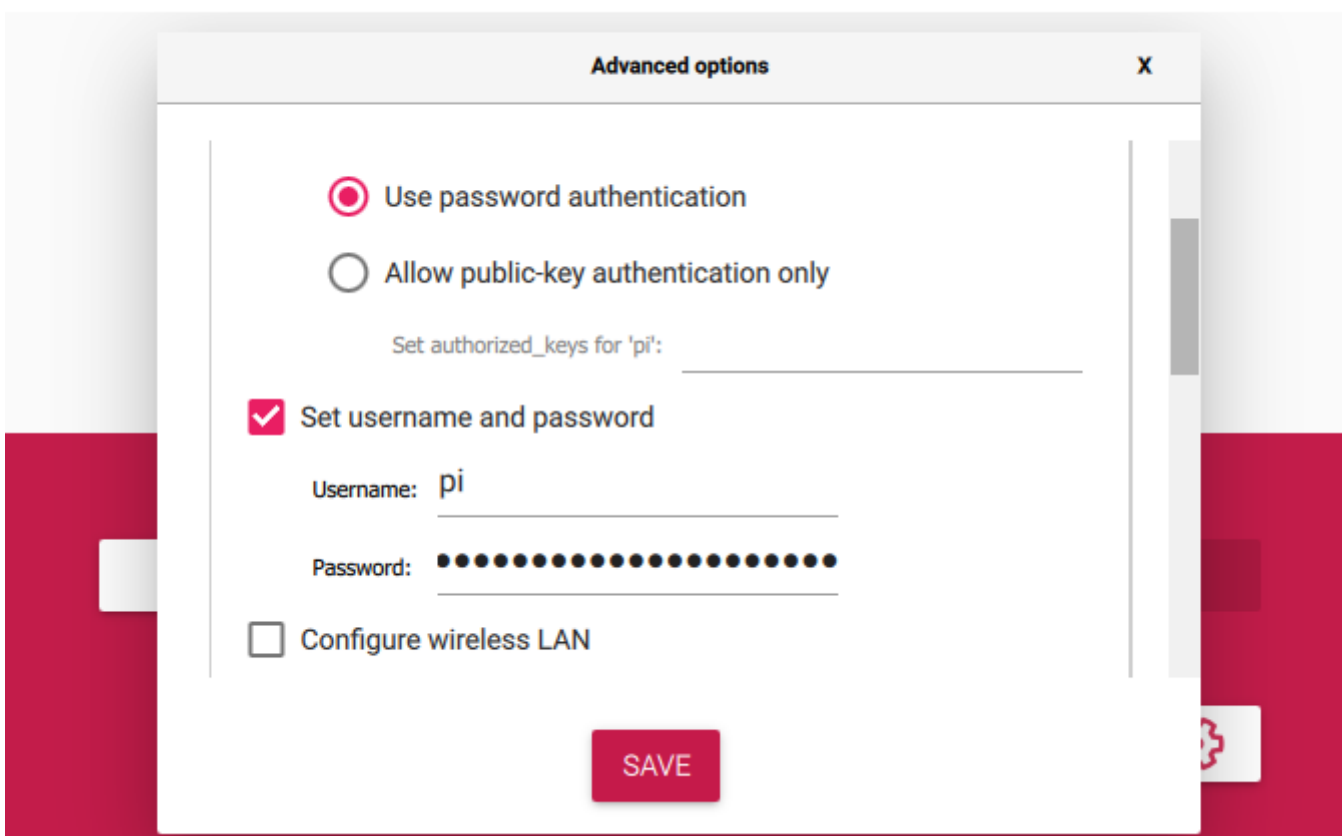 Advanced options X
Use password authentication
Allow public-key authentication only
Set authorized_keys for 'pi':
Set username and password
Username: pi
Password: ●●●●●●●●●●●●●●●●●●●●●●
Configure wireless LAN
SAVE